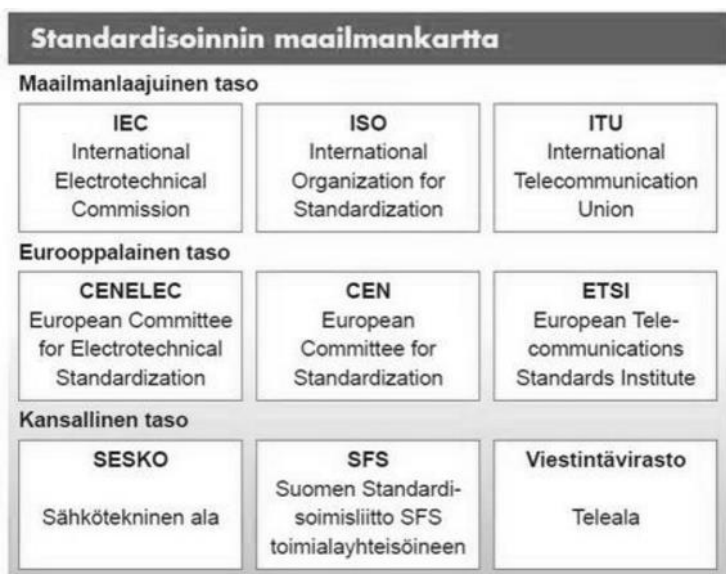 Standardisoinnin maailmankartta
Maailmanlaajuinen taso
IEC
International
Electrotechnical
Commission
ISO
International
Organization for
Standardization
ITU
International
Telecommunication
Union
Eurooppalainen taso
CENELEC
European Committee
for Electrotechnical
Standardization
CEN
European
Committee for
Standardization
ETSI
European Tele-
communications
Standards Institute
Kansallinen taso
SESKO
Sähkötekninen ala
SFS
Suomen Standardi-
soimisliitto SFS
toimialayhteisöineen
Viestintävirasto
Teleala